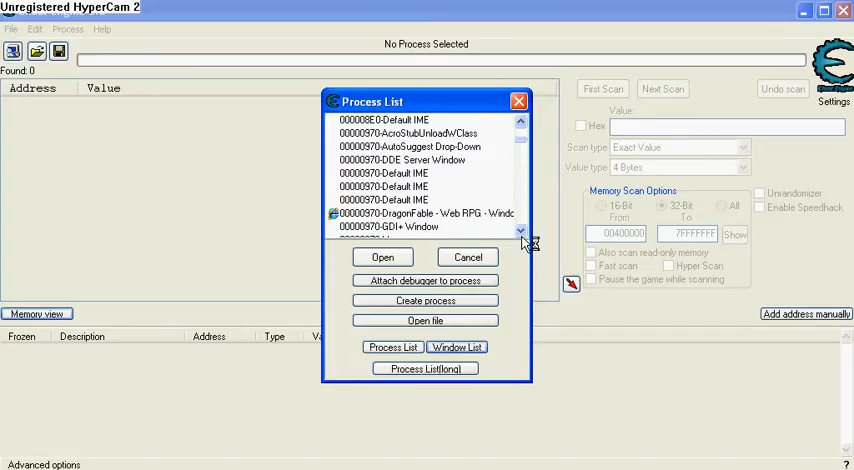 Unregistered HyperCam 2
File Edit Process Help
No Process Selected
Found: 0
Address Value
First Scan Next Scan Undo scan
Settings
Value:
Hex
Scan type Exact Value
Value type 4 Bytes
Memory Scan Options
16-Bit 32-Bit All
From To
00400000 7FFFFFFF Show
Also scan read-only memory
Fast scan Hyper Scan
Pause the game while scanning
Unrandomizer
Enable Speedhack
Process List
000008E0-Default IME
00000970-AcroStubUnloadWClass
00000970-AutoSuggest Drop-Down
00000970-DDE Server Window
00000970-Default IME
00000970-Default IME
00000970-Default IME
00000970-DragonFable - Web RPG - Windo
00000970-GDI+ Window
Open Cancel
Attach debugger to process
Create process
Open file
Process List Window List
Process List(long)
Memory view Add address manually
Frozen Description Address Type Va
Advanced options ?